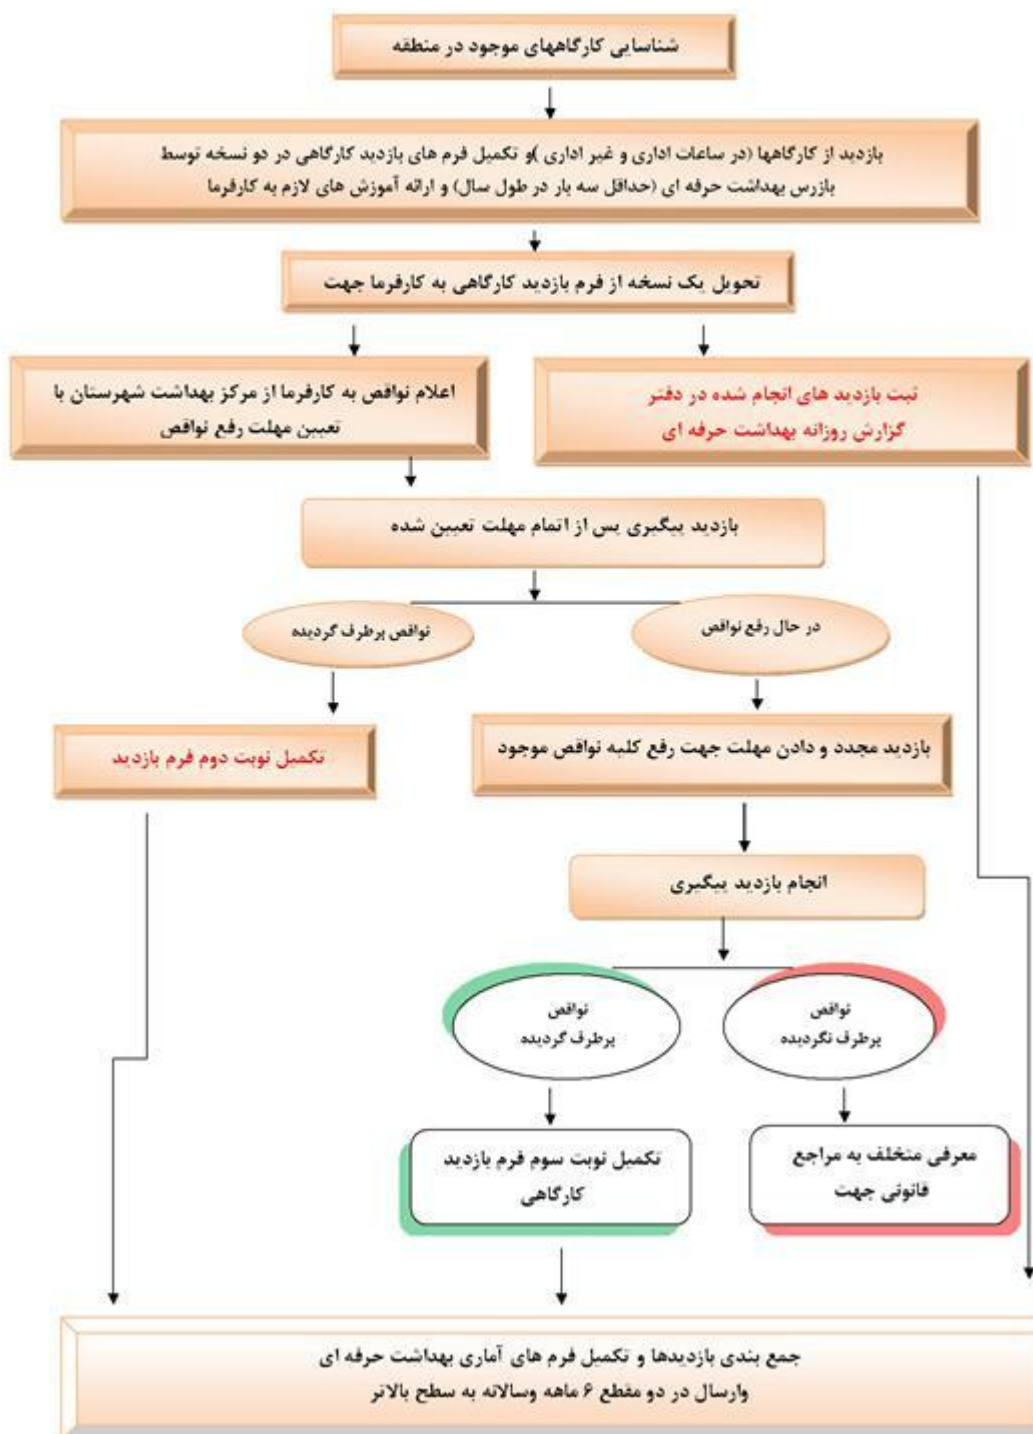 شناسایی کارگاههای موجود در منطقه
بازدید از کارگاهها (در ساعات اداری و غیر اداری )و تکمیل فرم های بازدید کارگاهی در دو نسخه توسط
بازرس بهداشت حرفه ای (حداقل سه بار در طول سال) و ارائه آموزش های لازم به کارفرما
تحویل یک نسخه از فرم بازدید کارگاهی به کارفرما جهت
ثبت بازدید های انجام شده در دفتر
گزارش روزانه بهداشت حرفه ای
اعلام نواقص به کارفرما از مرکز بهداشت شهرستان با
تعیین مهلت رفع نواقص
بازدید پیگیری پس از اتمام مهلت تعیین شده
در حال رفع نواقص
نواقص برطرف گردیده
بازدید مجدد و دادن مهلت جهت رفع کلیه نواقص موجود
تکمیل نوبت دوم فرم بازدید
انجام بازدید پیگیری
نواقص
برطرف نگردیده
نواقص
برطرف گردیده
معرفی متخلف به مراجع
قانونی جهت
تکمیل نوبت سوم فرم بازدید
کارگاهی
جمع بندی بازدیدها و تکمیل فرم های آماری بهداشت حرفه ای
وارسال در دو مقطع ۶ ماهه وسالانه به سطح بالاتر